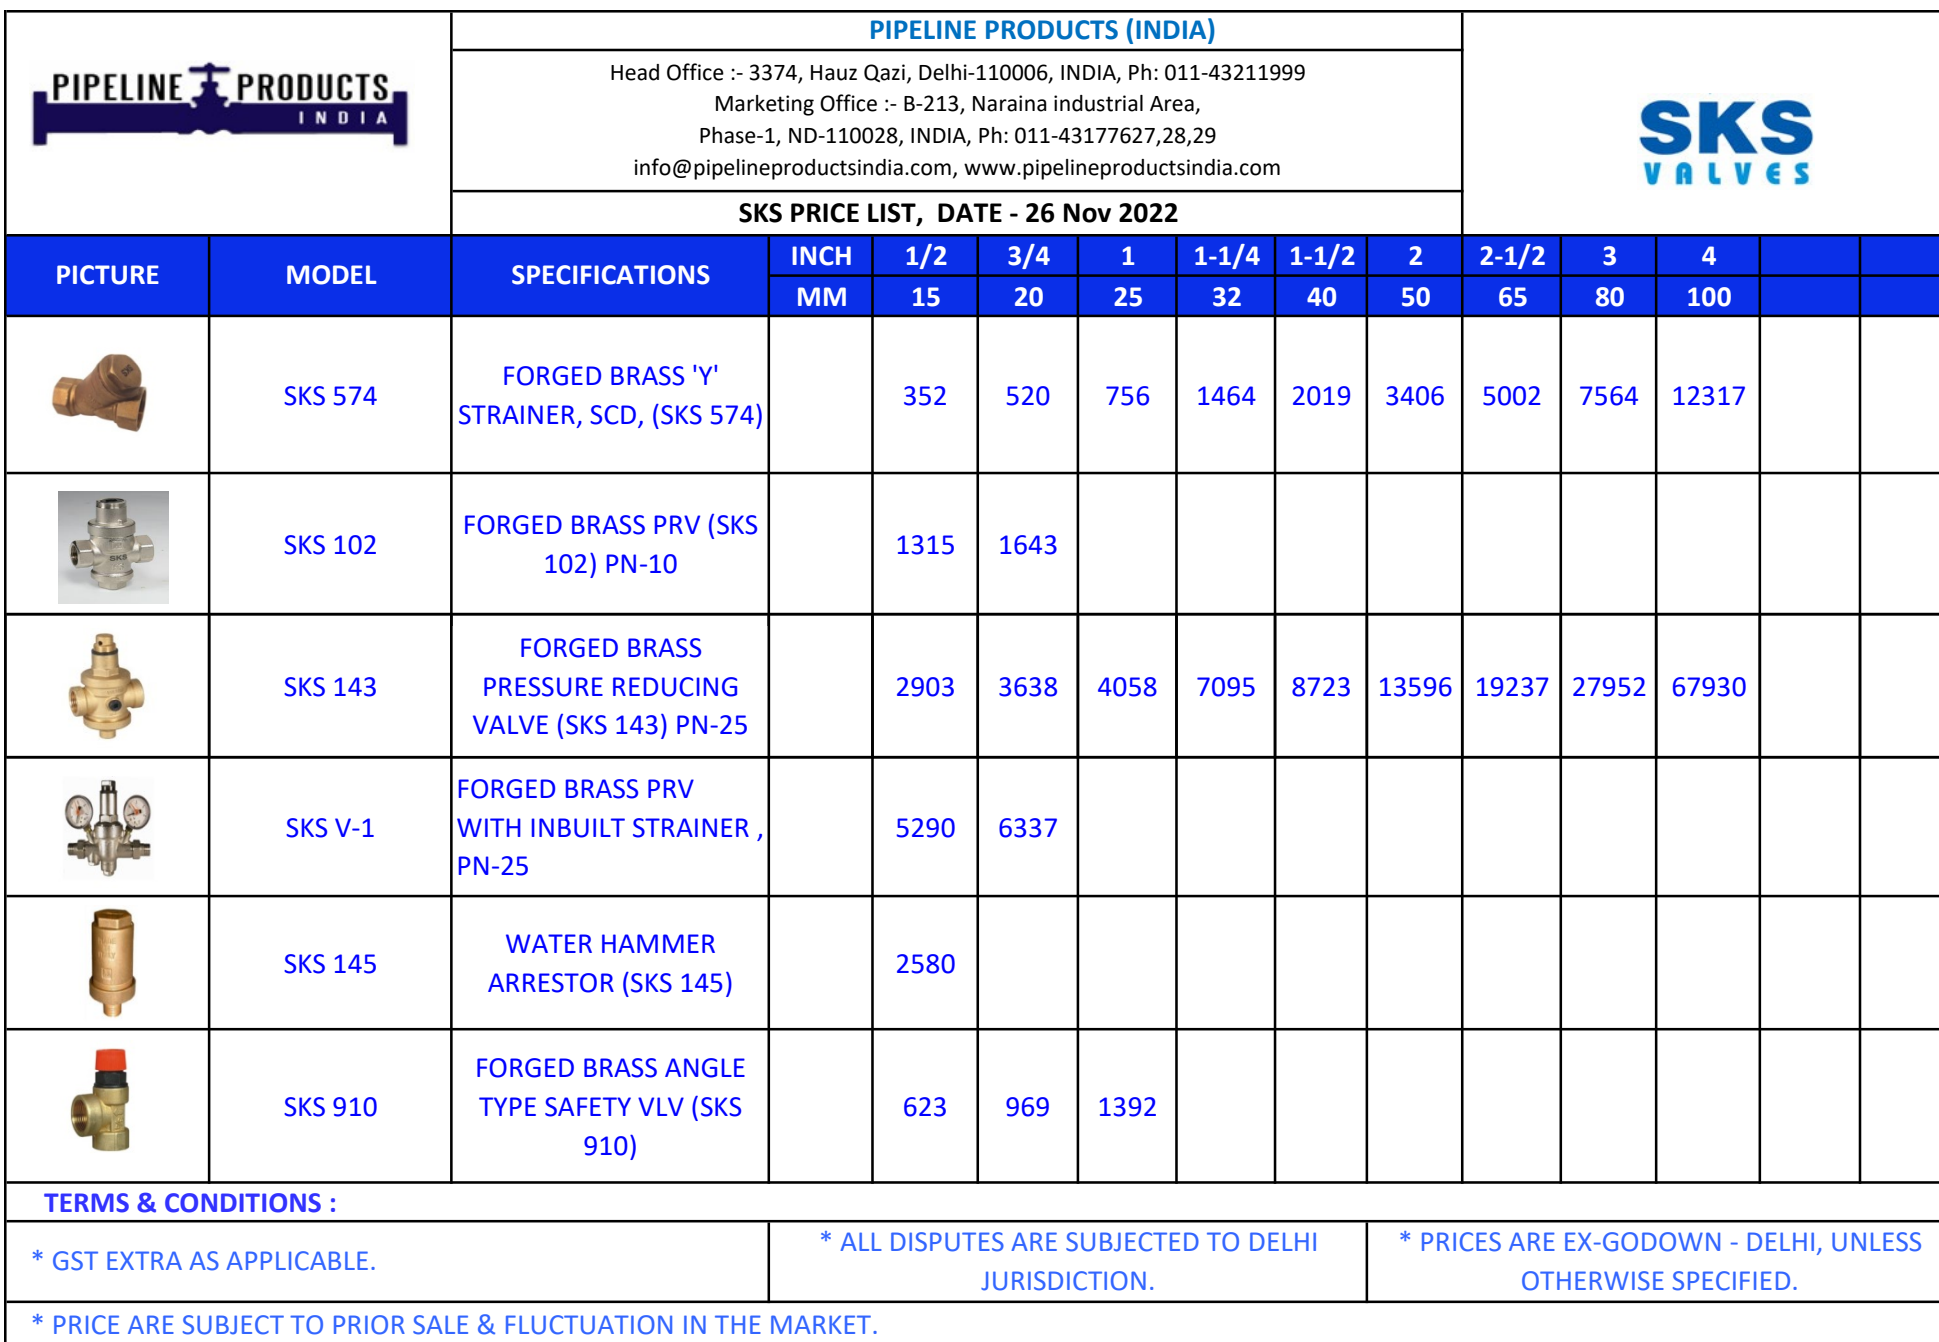 PIPELINE PRODUCTS
INDIA
PIPELINE PRODUCTS (INDIA)
Head Office :- 3374, Hauz Qazi, Delhi-110006, INDIA, Ph: 011-43211999
Marketing Office :- B-213, Naraina industrial Area,
Phase-1, ND-110028, INDIA, Ph: 011-43177627,28,29
info@pipelineproductsindia.com, www.pipelineproductsindia.com
SKS PRICE LIST, DATE - 26 Nov 2022
SKS
VALVES
PICTURE MODEL SPECIFICATIONS
INCH 1/2 3/4 1 1-1/4 1-1/2 2 2-1/2 3 4
MM 15 20 25 32 40 50 65 80 100
SKS 574
FORGED BRASS 'Y'
STRAINER, SCD, (SKS 574)
352 520 756 1464 2019 3406 5002 7564 12317
SKS
SKS 102
FORGED BRASS PRV (SKS
102) PN-10
1315 1643
SKS 143
FORGED BRASS
PRESSURE REDUCING
VALVE (SKS 143) PN-25
2903 3638 4058 7095 8723 13596 19237 27952 67930
SKS V-1
FORGED BRASS PRV
WITH INBUILT STRAINER ,
PN-25
5290 6337
SKS 145
WATER HAMMER
ARRESTOR (SKS 145)
2580
SKS 910
FORGED BRASS ANGLE
TYPE SAFETY VLV (SKS
910)
623 969 1392
TERMS & CONDITIONS :
* GST EXTRA AS APPLICABLE.
* ALL DISPUTES ARE SUBJECTED TO DELHI
JURISDICTION.
* PRICES ARE EX-GODOWN - DELHI, UNLESS
OTHERWISE SPECIFIED.
* PRICE ARE SUBJECT TO PRIOR SALE & FLUCTUATION IN THE MARKET.